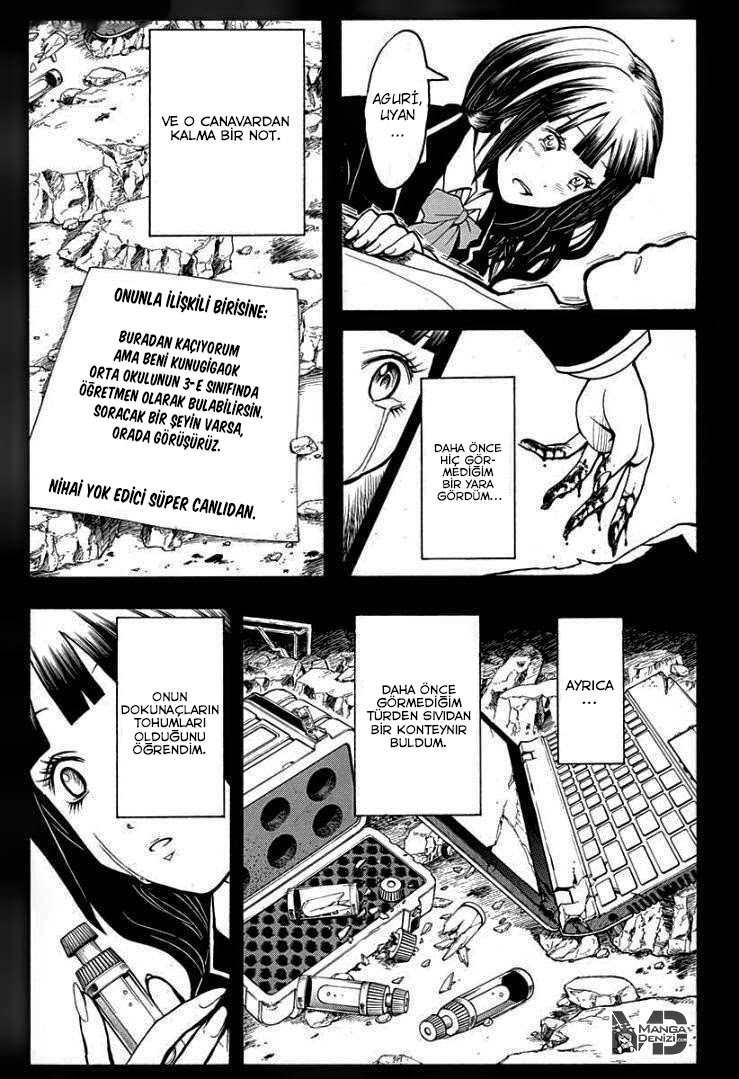 AGURİ,
UYAN
...
VE O CANAVARDAN
KALMA BİR NOT.
DAHA ÖNCE
HİÇ GÖR-
MEDİĞİM
BİR YARA
GÖRDÜM...
ONUNLA İLİŞKİLİ BİRİSİNE:
BURADAN KAÇIYORUM
AMA BENİ KUNUGİGAOK
ORTA OKULUNUN 3-E SINIFINDA
ÖĞRETMEN OLARAK BULABİLİRSİN.
SORACAK BİR ŞEYİN VARSA,
ORADA GÖRÜŞÜRÜZ.
NİHAİ YOK EDİCİ SÜPER CANLIDAN.
AYRICA
...
DAHA ÖNCE
GÖRMEDİĞİM
TÜRDEN SIVIDAN
BİR KONTEYNIR
BULDUM.
ONUN
DOKUNAÇLARIN
TOHUMLARI
OLDUĞUNU
ÖĞRENDİM.
MANGA
DENİZİ.com